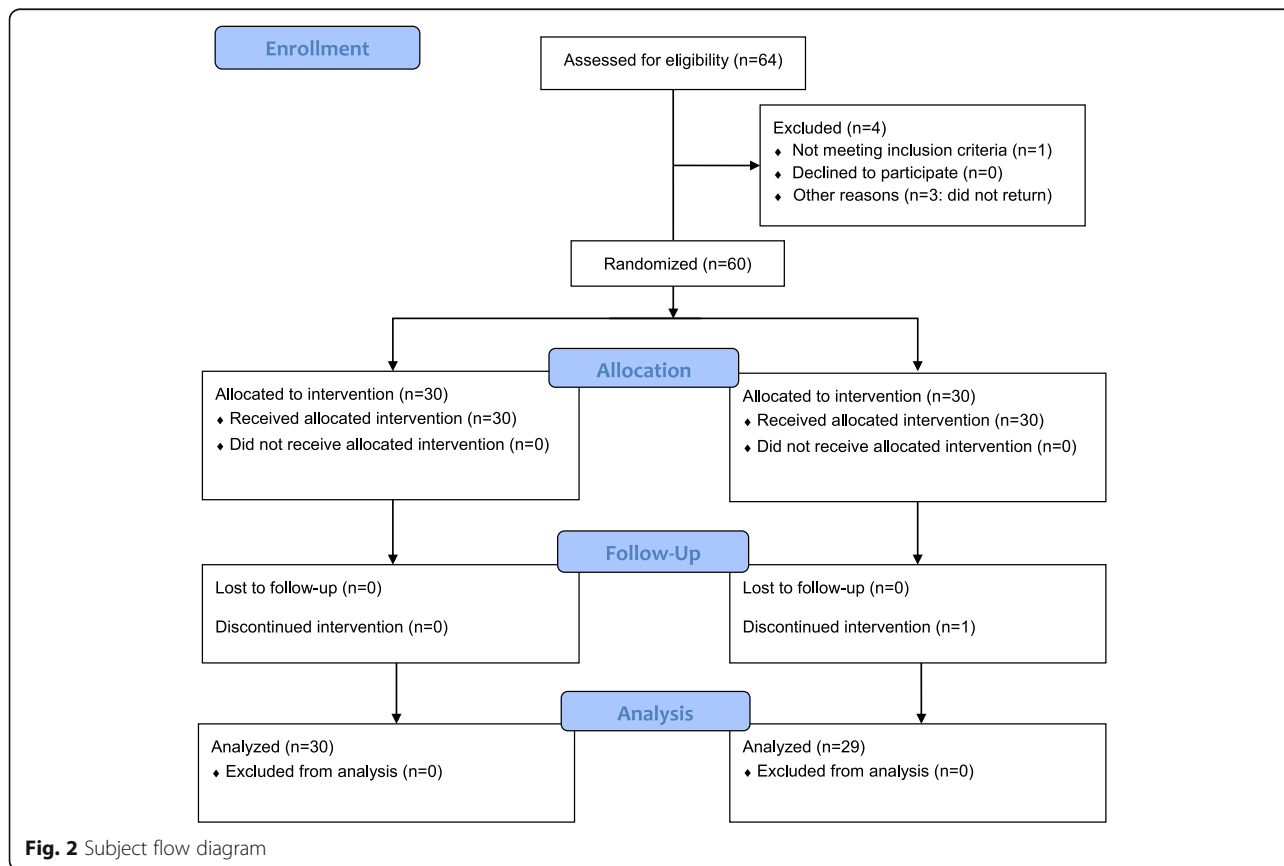 Enrollment
Assessed for eligibility (n=64)
Excluded (n=4)
♦ Not meeting inclusion criteria (n=1)
♦ Declined to participate (n=0)
♦ Other reasons (n=3: did not return)
Randomized (n=60)
Allocation
Allocated to intervention (n=30)
♦ Received allocated intervention (n=30)
♦ Did not receive allocated intervention (n=0)
Allocated to intervention (n=30)
♦ Received allocated intervention (n=30)
♦ Did not receive allocated intervention (n=0)
Follow-Up
Lost to follow-up (n=0)
Discontinued intervention (n=0)
Lost to follow-up (n=0)
Discontinued intervention (n=1)
Analysis
Analyzed (n=30)
♦ Excluded from analysis (n=0)
Analyzed (n=29)
♦ Excluded from analysis (n=0)
Fig. 2 Subject flow diagram